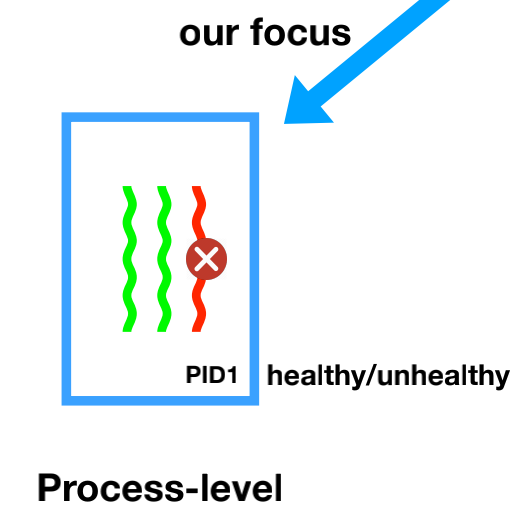 our focus
PID1
healthy/unhealthy
Process-level